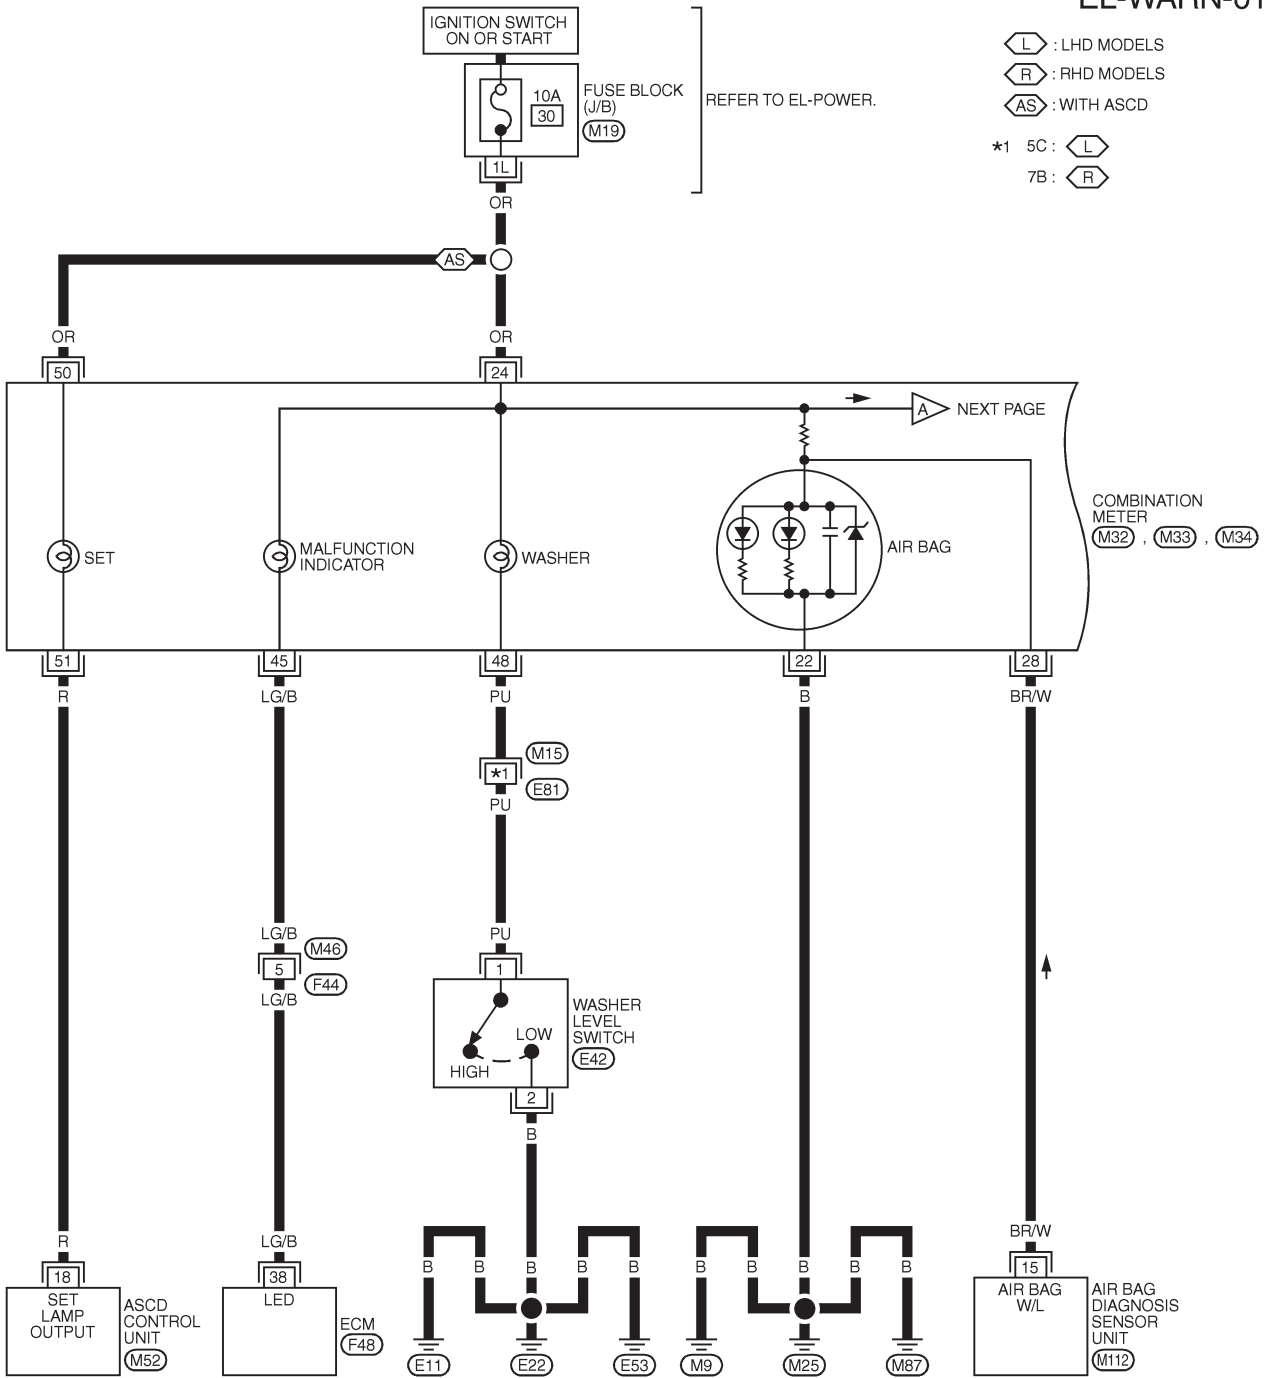 EL-WARN-01
IGNITION SWITCH
ON OR START
10A
30
FUSE BLOCK
(J/B)
M19
REFER TO EL-POWER.
L : LHD MODELS
R : RHD MODELS
AS : WITH ASCD
*1 5C : L
7B : R
1L
OR
AS
OR
OR
50
24
A
NEXT PAGE
SET
MALFUNCTION
INDICATOR
WASHER
AIR BAG
COMBINATION
METER
M32 , M33 , M34
51
45
48
22
28
R
LG/B
PU
B
BR/W
M15
*1
E81
PU
LG/B
PU
M46
5
F44
LG/B
1
WASHER
LEVEL
SWITCH
E42
LOW
HIGH
2
B
R
LG/B
BR/W
B
B
B
B
B
B
B
B
B
B
18
38
15
SET
LAMP
OUTPUT
ASCD
CONTROL
UNIT
M52
LED
ECM
F48
E11
E22
E53
M9
M25
M87
AIR BAG
W/L
AIR BAG
DIAGNOSIS
SENSOR
UNIT
M112